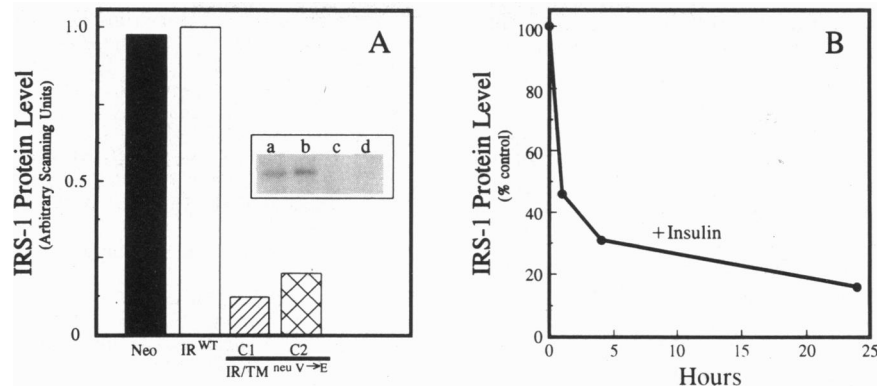 A
IRS-1 Protein Level
(Arbitrary Scanning Units)
1.0
0.5
0
a b c d
Neo IR^WT C1 C2
IR/TM^neu V→E
B
IRS-1 Protein Level
(% control)
100
80
60
40
20
0
+Insulin
0 5 10 15 20 25
Hours